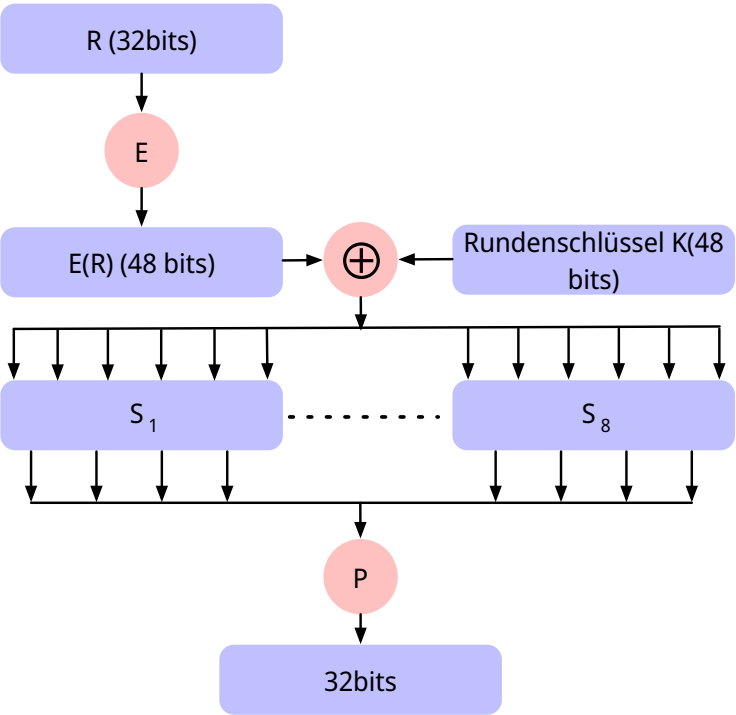 R (32bits)
E
E(R) (48 bits)
⊕
Rundenschlüssel K(48
bits)
S 1
S 8
P
32bits